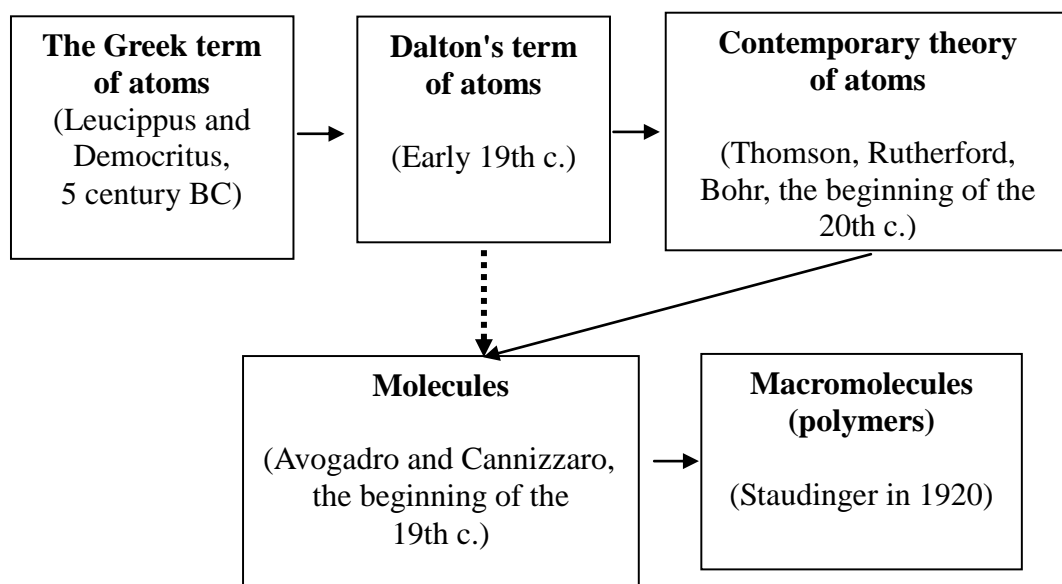 The Greek term
of atoms
(Leucippus and
Democritus,
5 century BC)
Dalton's term
of atoms
(Early 19th c.)
Contemporary theory
of atoms
(Thomson, Rutherford,
Bohr, the beginning of the
20th c.)
Molecules
(Avogadro and Cannizzaro,
the beginning of the
19th c.)
Macromolecules
(polymers)
(Staudinger in 1920)